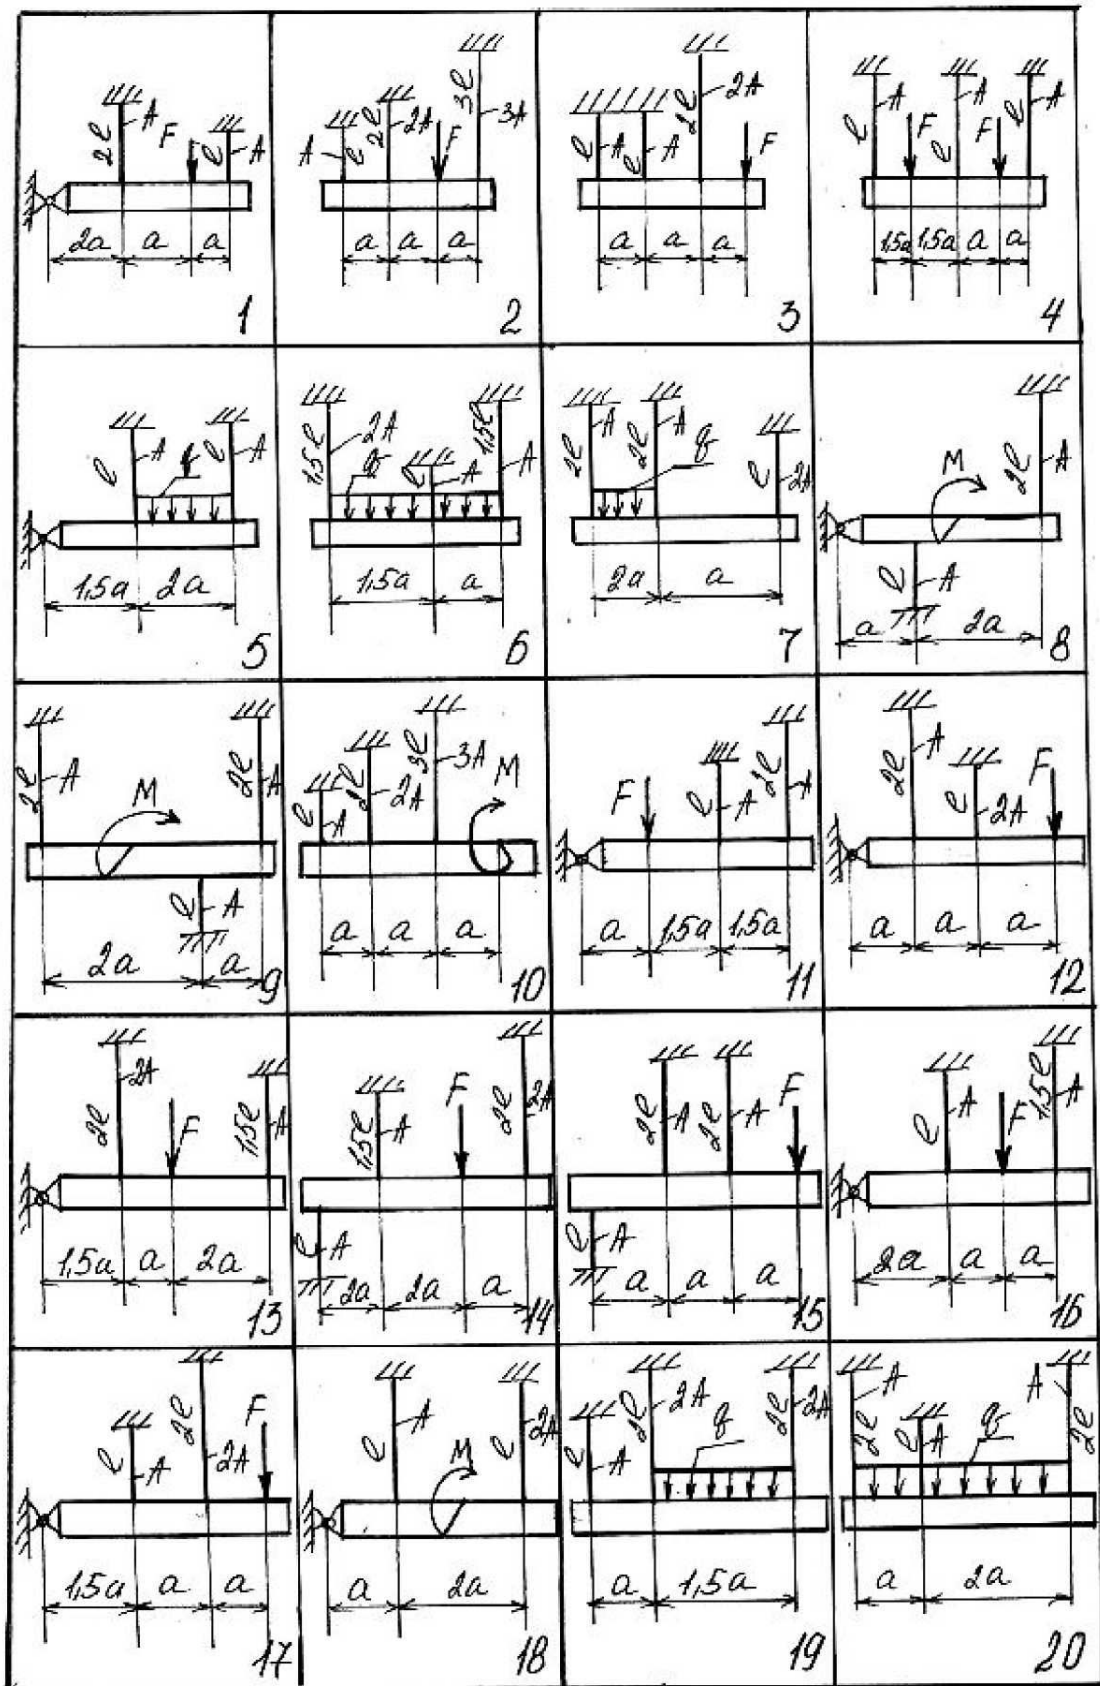 2l A F l A
2a a a
1
A l 2l 2A F 3l 3A
a a a
2
l A l A 2l 2A F
a a a
3
l A F l A F l A
1,5a 1,5a a a
4
l A l A
1,5a 2a
5
1,5l 2A q l A 1,5l A
1,5a a
6
2l A 2l A q l 2A
2a a
7
M 2l A
l A
a 2a
8
2l A M 2l A
l A
2a a
9
l A 2l 2A 3l 3A M
a a a
10
F l A 2l A
a 1,5a 1,5a
11
2l A l 2A F
a a a
12
2l 2A F 1,5l A
1,5a a 2a
13
1,5l A F 2l 2A
l A
2a 2a a
14
2l A 2l A F
l A
a a a
15
l A F 1,5l A
2a a a
16
l A 2l 2A F
1,5a a a
17
l A M l 2A
a 2a
18
l A 2l 2A q 2l 2A
a 1,5a
19
A 2l l A q A 2l
a 2a
20